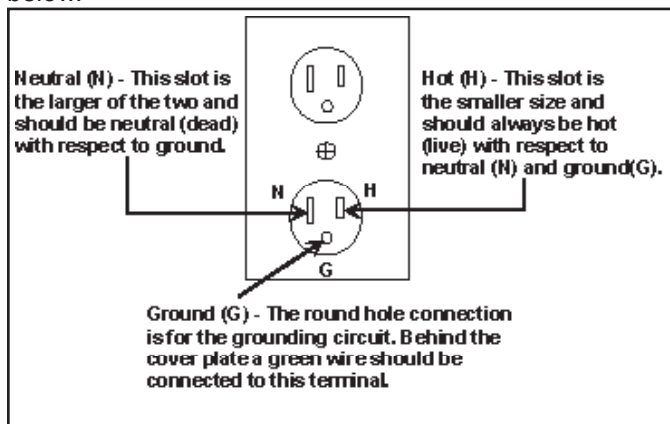 Neutral (N) - This slot is
the larger of the two and
should be neutral (dead)
with respect to ground.
Hot (H) - This slot is
the smaller size and
should always be hot
(live) with respect to
neutral (N) and ground(G).
N
H
G
Ground (G) - The round hole connection
is for the grounding circuit. Behind the
cover plate a green wire should be
connected to this terminal.